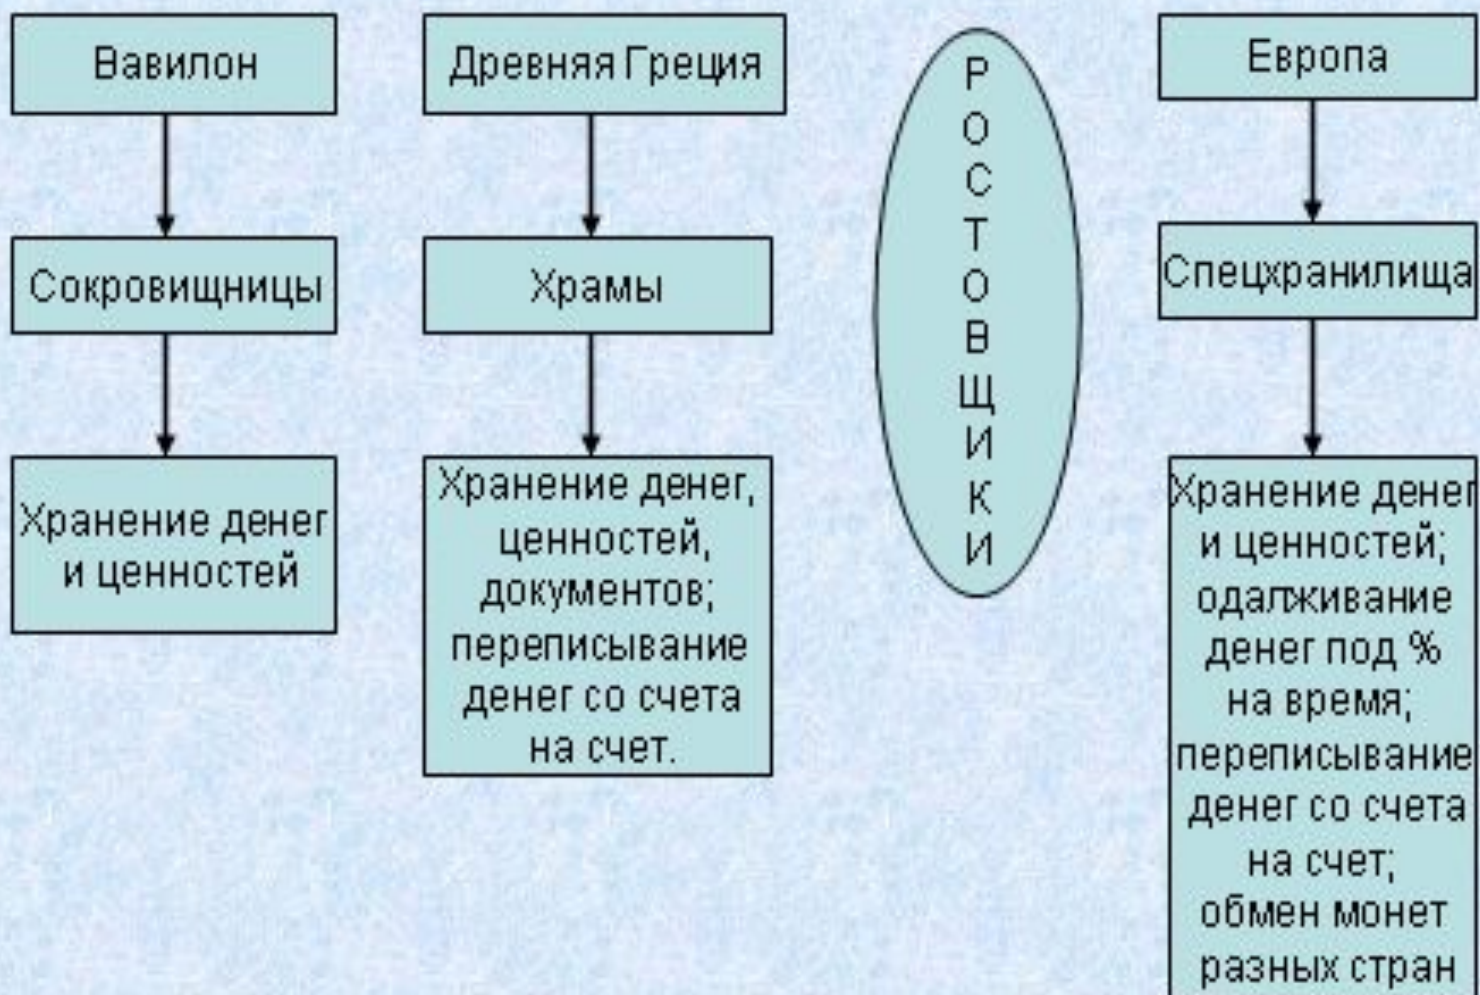 Вавилон
Сокровищницы
Хранение денег
и ценностей
Древняя Греция
Храмы
Хранение денег,
ценностей,
документов;
переписывание
денег со счета
на счет.
Р
О
С
Т
О
В
Щ
И
К
И
Европа
Спецхранилища
Хранение денег
и ценностей;
одалживание
денег под %
на время;
переписывание
денег со счета
на счет;
обмен монет
разных стран